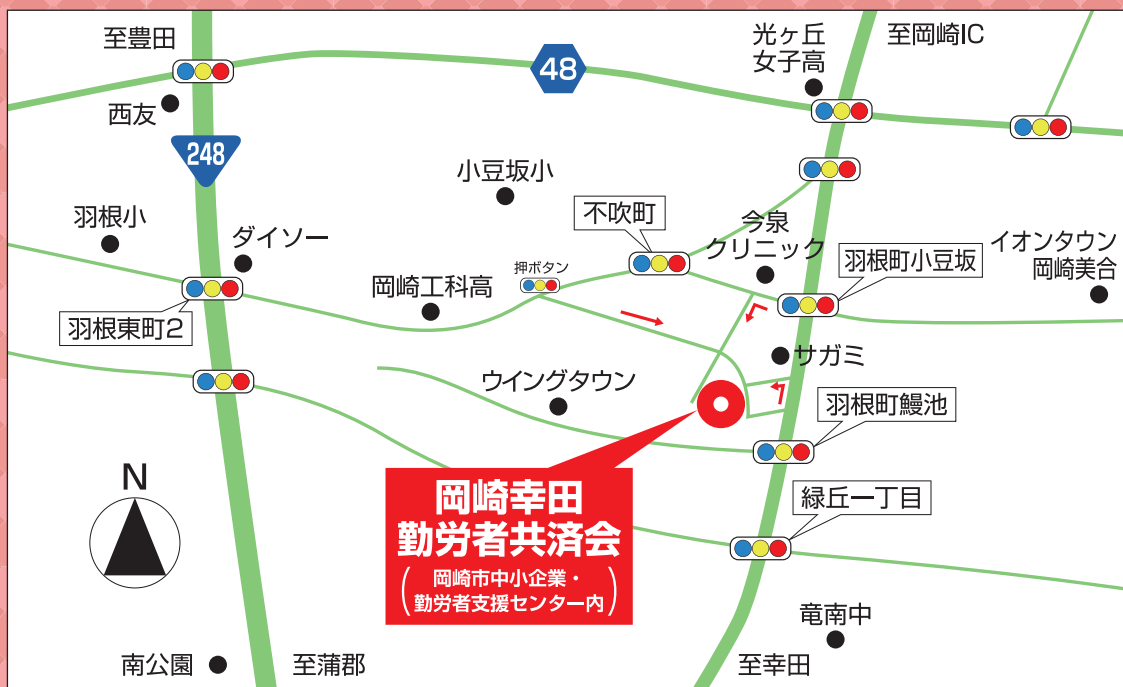 至豊田
光ヶ丘
女子高
至岡崎IC
48
西友
248
小豆坂小
羽根小
不吹町
今泉
クリニック
ダイソー
羽根町小豆坂
イオンタウン
岡崎美合
押ボタン
岡崎工科高
羽根東町2
サガミ
ウイングタウン
羽根町鰻池
N
岡崎幸田
勤労者共済会
(岡崎市中小企業・
勤労者支援センター内)
緑丘一丁目
竜南中
南公園
至蒲郡
至幸田